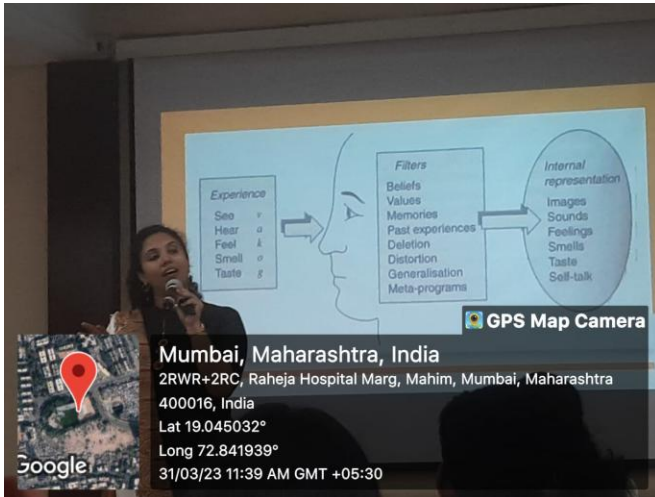 Experience
See v
Hear a
Feel k
Smell o
Taste g
Filters
Beliefs
Values
Memories
Past experiences
Deletion
Distortion
Generalisation
Meta-programs
Internal
representation
Images
Sounds
Feelings
Smells
Taste
Self-talk
GPS Map Camera
Google
Mumbai, Maharashtra, India
2RWR+2RC, Raheja Hospital Marg, Mahim, Mumbai, Maharashtra
400016, India
Lat 19.045032°
Long 72.841939°
31/03/23 11:39 AM GMT +05:30